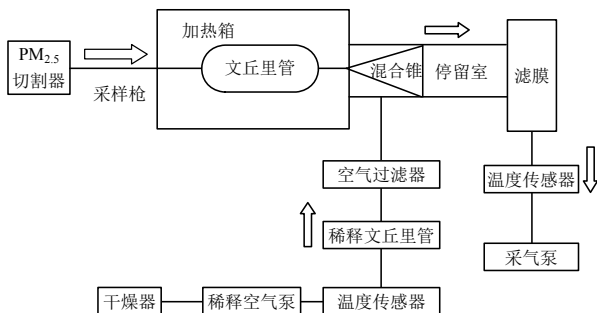 PM2.5
切割器
采样枪
加热箱
文丘里管
混合锥
停留室
滤膜
空气过滤器
温度传感器
稀释文丘里管
采气泵
干燥器
稀释空气泵
温度传感器